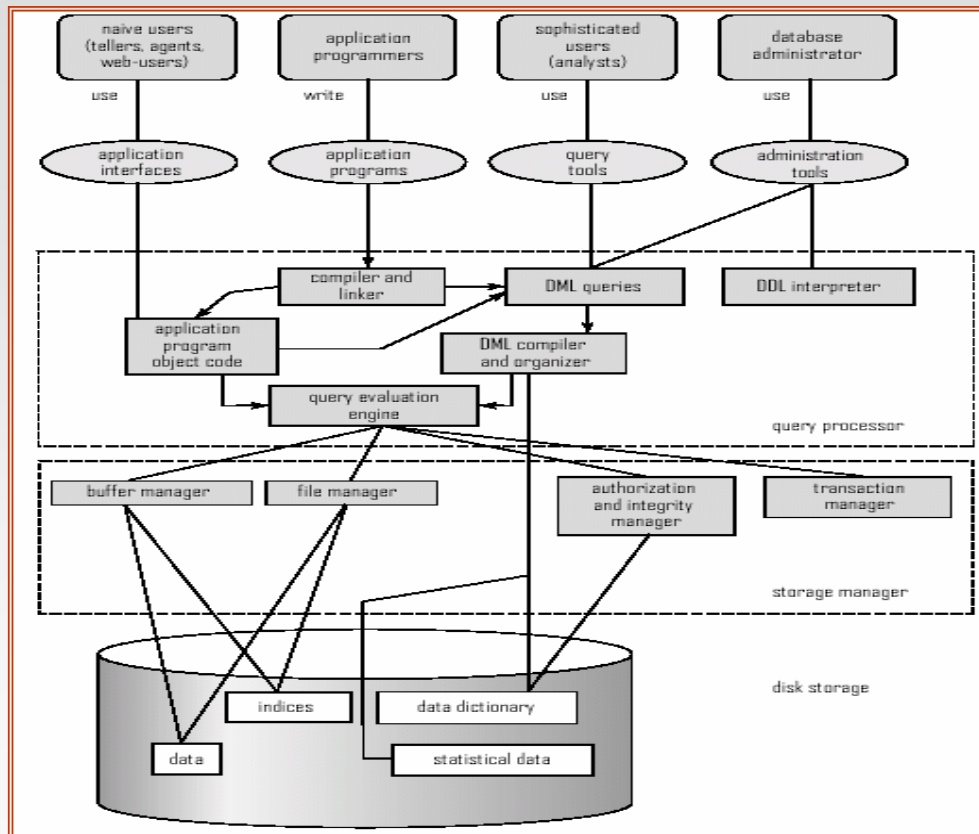 naive users
(tellers, agents,
web-users)
application
programmers
sophisticated
users
(analysts)
database
administrator
use
write
use
use
application
interfaces
application
programs
query
tools
administration
tools
compiler and
linker
DML queries
DDL interpreter
application
program
object code
DML compiler
and organizer
query evaluation
engine
query processor
buffer manager
file manager
authorization
and integrity
manager
transaction
manager
storage manager
disk storage
indices
data dictionary
data
statistical data